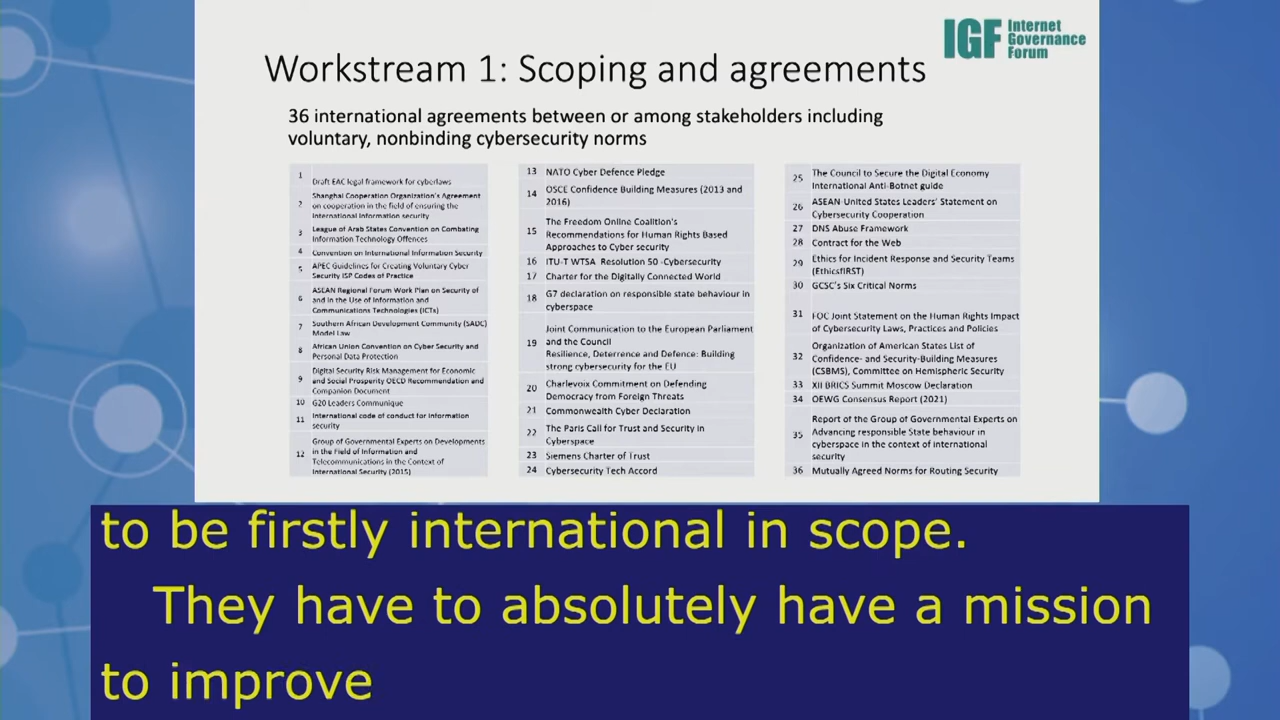 IGF Internet
Governance
Forum
Workstream 1: Scoping and agreements
36 international agreements between or among stakeholders including
voluntary, nonbinding cybersecurity norms
1 Draft EAC legal framework for cyberlaws
2 Shanghai Cooperation Organization's Agreement
on cooperation in the field of ensuring the
International Information security
3 League of Arab States Convention on Combating
Information Technology Offences
4 Convention on International Information Security
5 APEC Guidelines for Creating Voluntary Cyber
Security ISP Codes of Practice
6 ASEAN Regional Forum Work Plan on Security of
and in the Use of Information and
Communications Technologies (ICTs)
7 Southern African Development Community (SADC)
Model Law
8 African Union Convention on Cyber Security and
Personal Data Protection
9 Digital Security Risk Management for Economic
and Social Prosperity OECD Recommendation and
Companion Document
10 G20 Leaders Communique
11 International code of conduct for information
security
12 Group of Governmental Experts on Developments
in the Field of Information and
Telecommunications in the Context of
International Security (2015)
13 NATO Cyber Defence Pledge
14 OSCE Confidence Building Measures (2013 and
2016)
15 The Freedom Online Coalition's
Recommendations for Human Rights Based
Approaches to Cyber security
16 ITU-T WTSA Resolution 50 -Cybersecurity
17 Charter for the Digitally Connected World
18 G7 declaration on responsible state behaviour in
cyberspace
19 Joint Communication to the European Parliament
and the Council
Resilience, Deterrence and Defence: Building
strong cybersecurity for the EU
20 Charlevoix Commitment on Defending
Democracy from Foreign Threats
21 Commonwealth Cyber Declaration
22 The Paris Call for Trust and Security in
Cyberspace
23 Siemens Charter of Trust
24 Cybersecurity Tech Accord
25 The Council to Secure the Digital Economy
International Anti-Botnet guide
26 ASEAN-United States Leaders' Statement on
Cybersecurity Cooperation
27 DNS Abuse Framework
28 Contract for the Web
29 Ethics for Incident Response and Security Teams
(EthicsfIRST)
30 GCSC's Six Critical Norms
31 FOC Joint Statement on the Human Rights Impact
of Cybersecurity Laws, Practices and Policies
32 Organization of American States List of
Confidence- and Security-Building Measures
(CSBMS), Committee on Hemispheric Security
33 XII BRICS Summit Moscow Declaration
34 OEWG Consensus Report (2021)
35 Report of the Group of Governmental Experts on
Advancing responsible State behaviour in
cyberspace in the context of international
security
36 Mutually Agreed Norms for Routing Security
to be firstly international in scope.
They have to absolutely have a mission
to improve